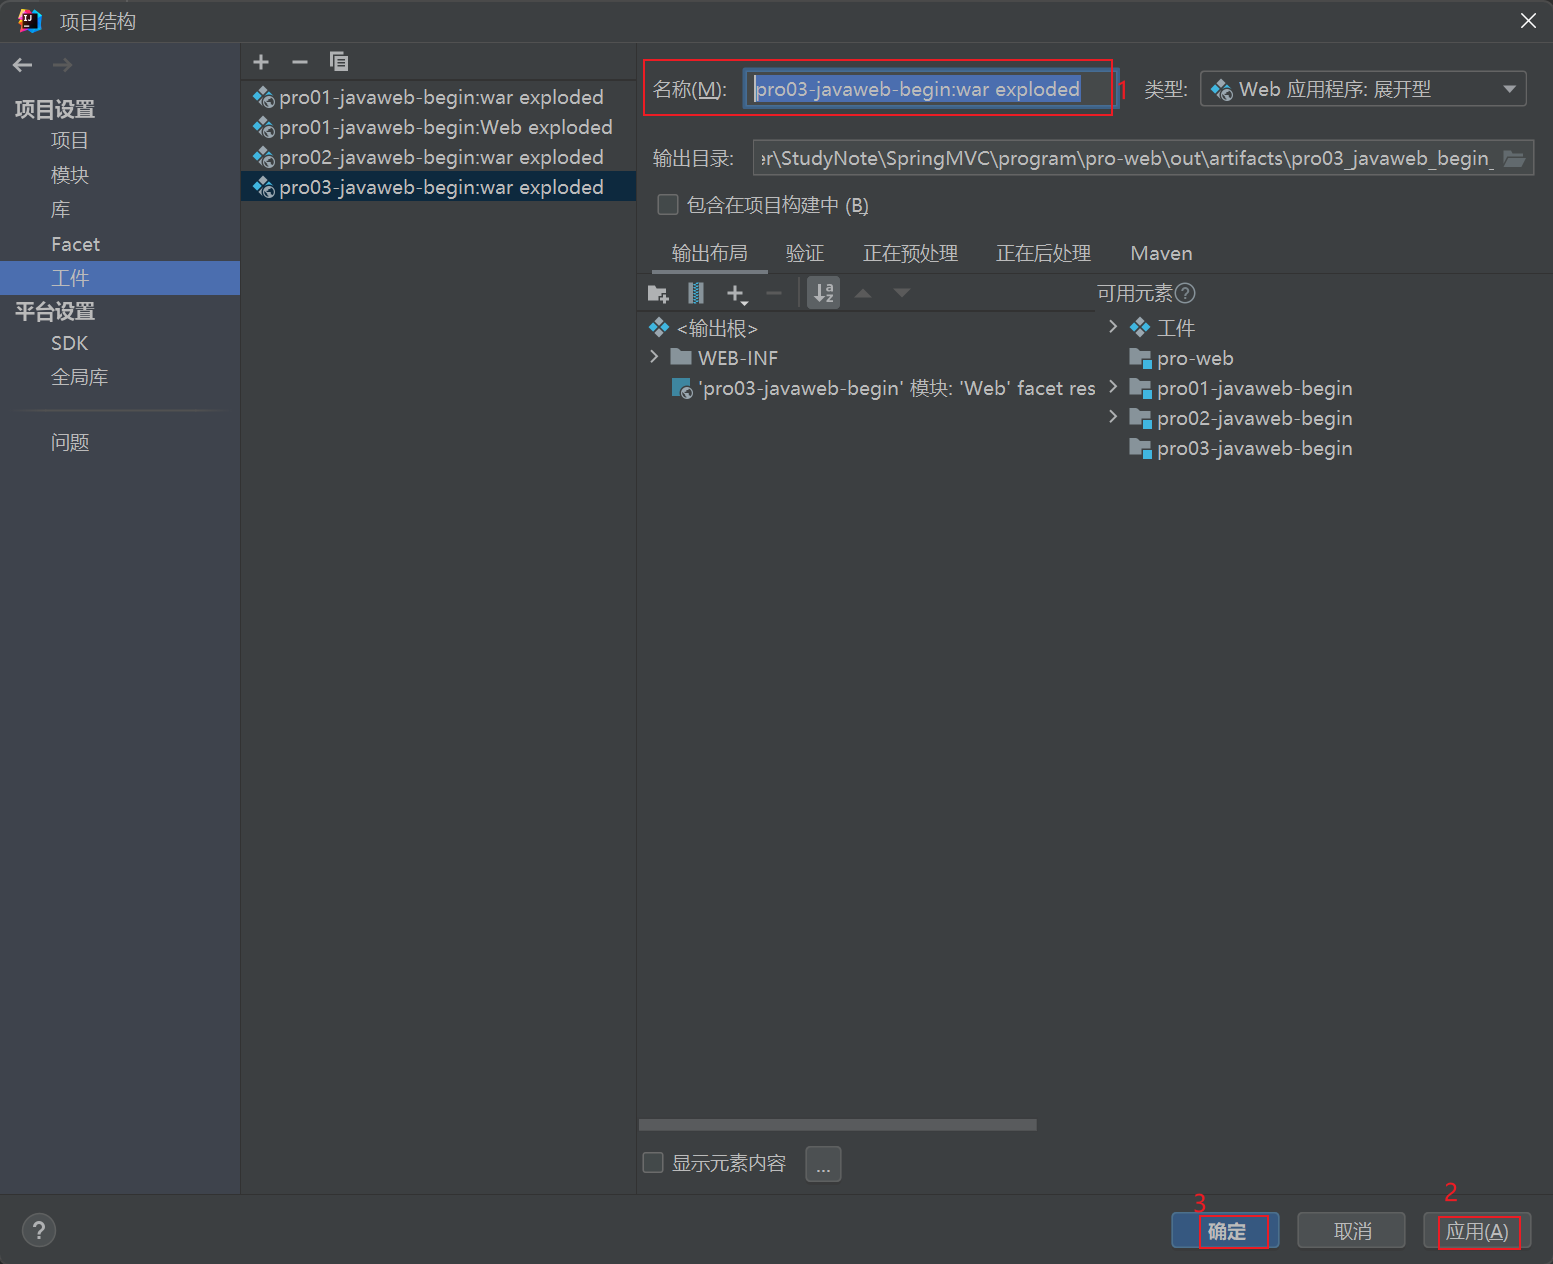 项目结构
项目设置
项目
模块
库
Facet
工件
平台设置
SDK
全局库
问题
pro01-javaweb-begin:war exploded
pro01-javaweb-begin:Web exploded
pro02-javaweb-begin:war exploded
pro03-javaweb-begin:war exploded
名称(M): pro03-javaweb-begin:war exploded 1 类型: Web 应用程序: 展开型
输出目录: er\StudyNote\SpringMVC\program\pro-web\out\artifacts\pro03_javaweb_begin_
包含在项目构建中 (B)
输出布局 验证 正在预处理 正在后处理 Maven
可用元素?
<输出根>
WEB-INF
'pro03-javaweb-begin' 模块: 'Web' facet res
工件
pro-web
pro01-javaweb-begin
pro02-javaweb-begin
pro03-javaweb-begin
显示元素内容 ...
3 2
? 确定 取消 应用(A)